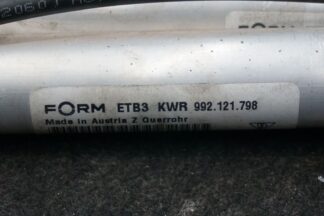 FORM ETB3 KWR 992.121.798
Made in Austria Z Querrohr